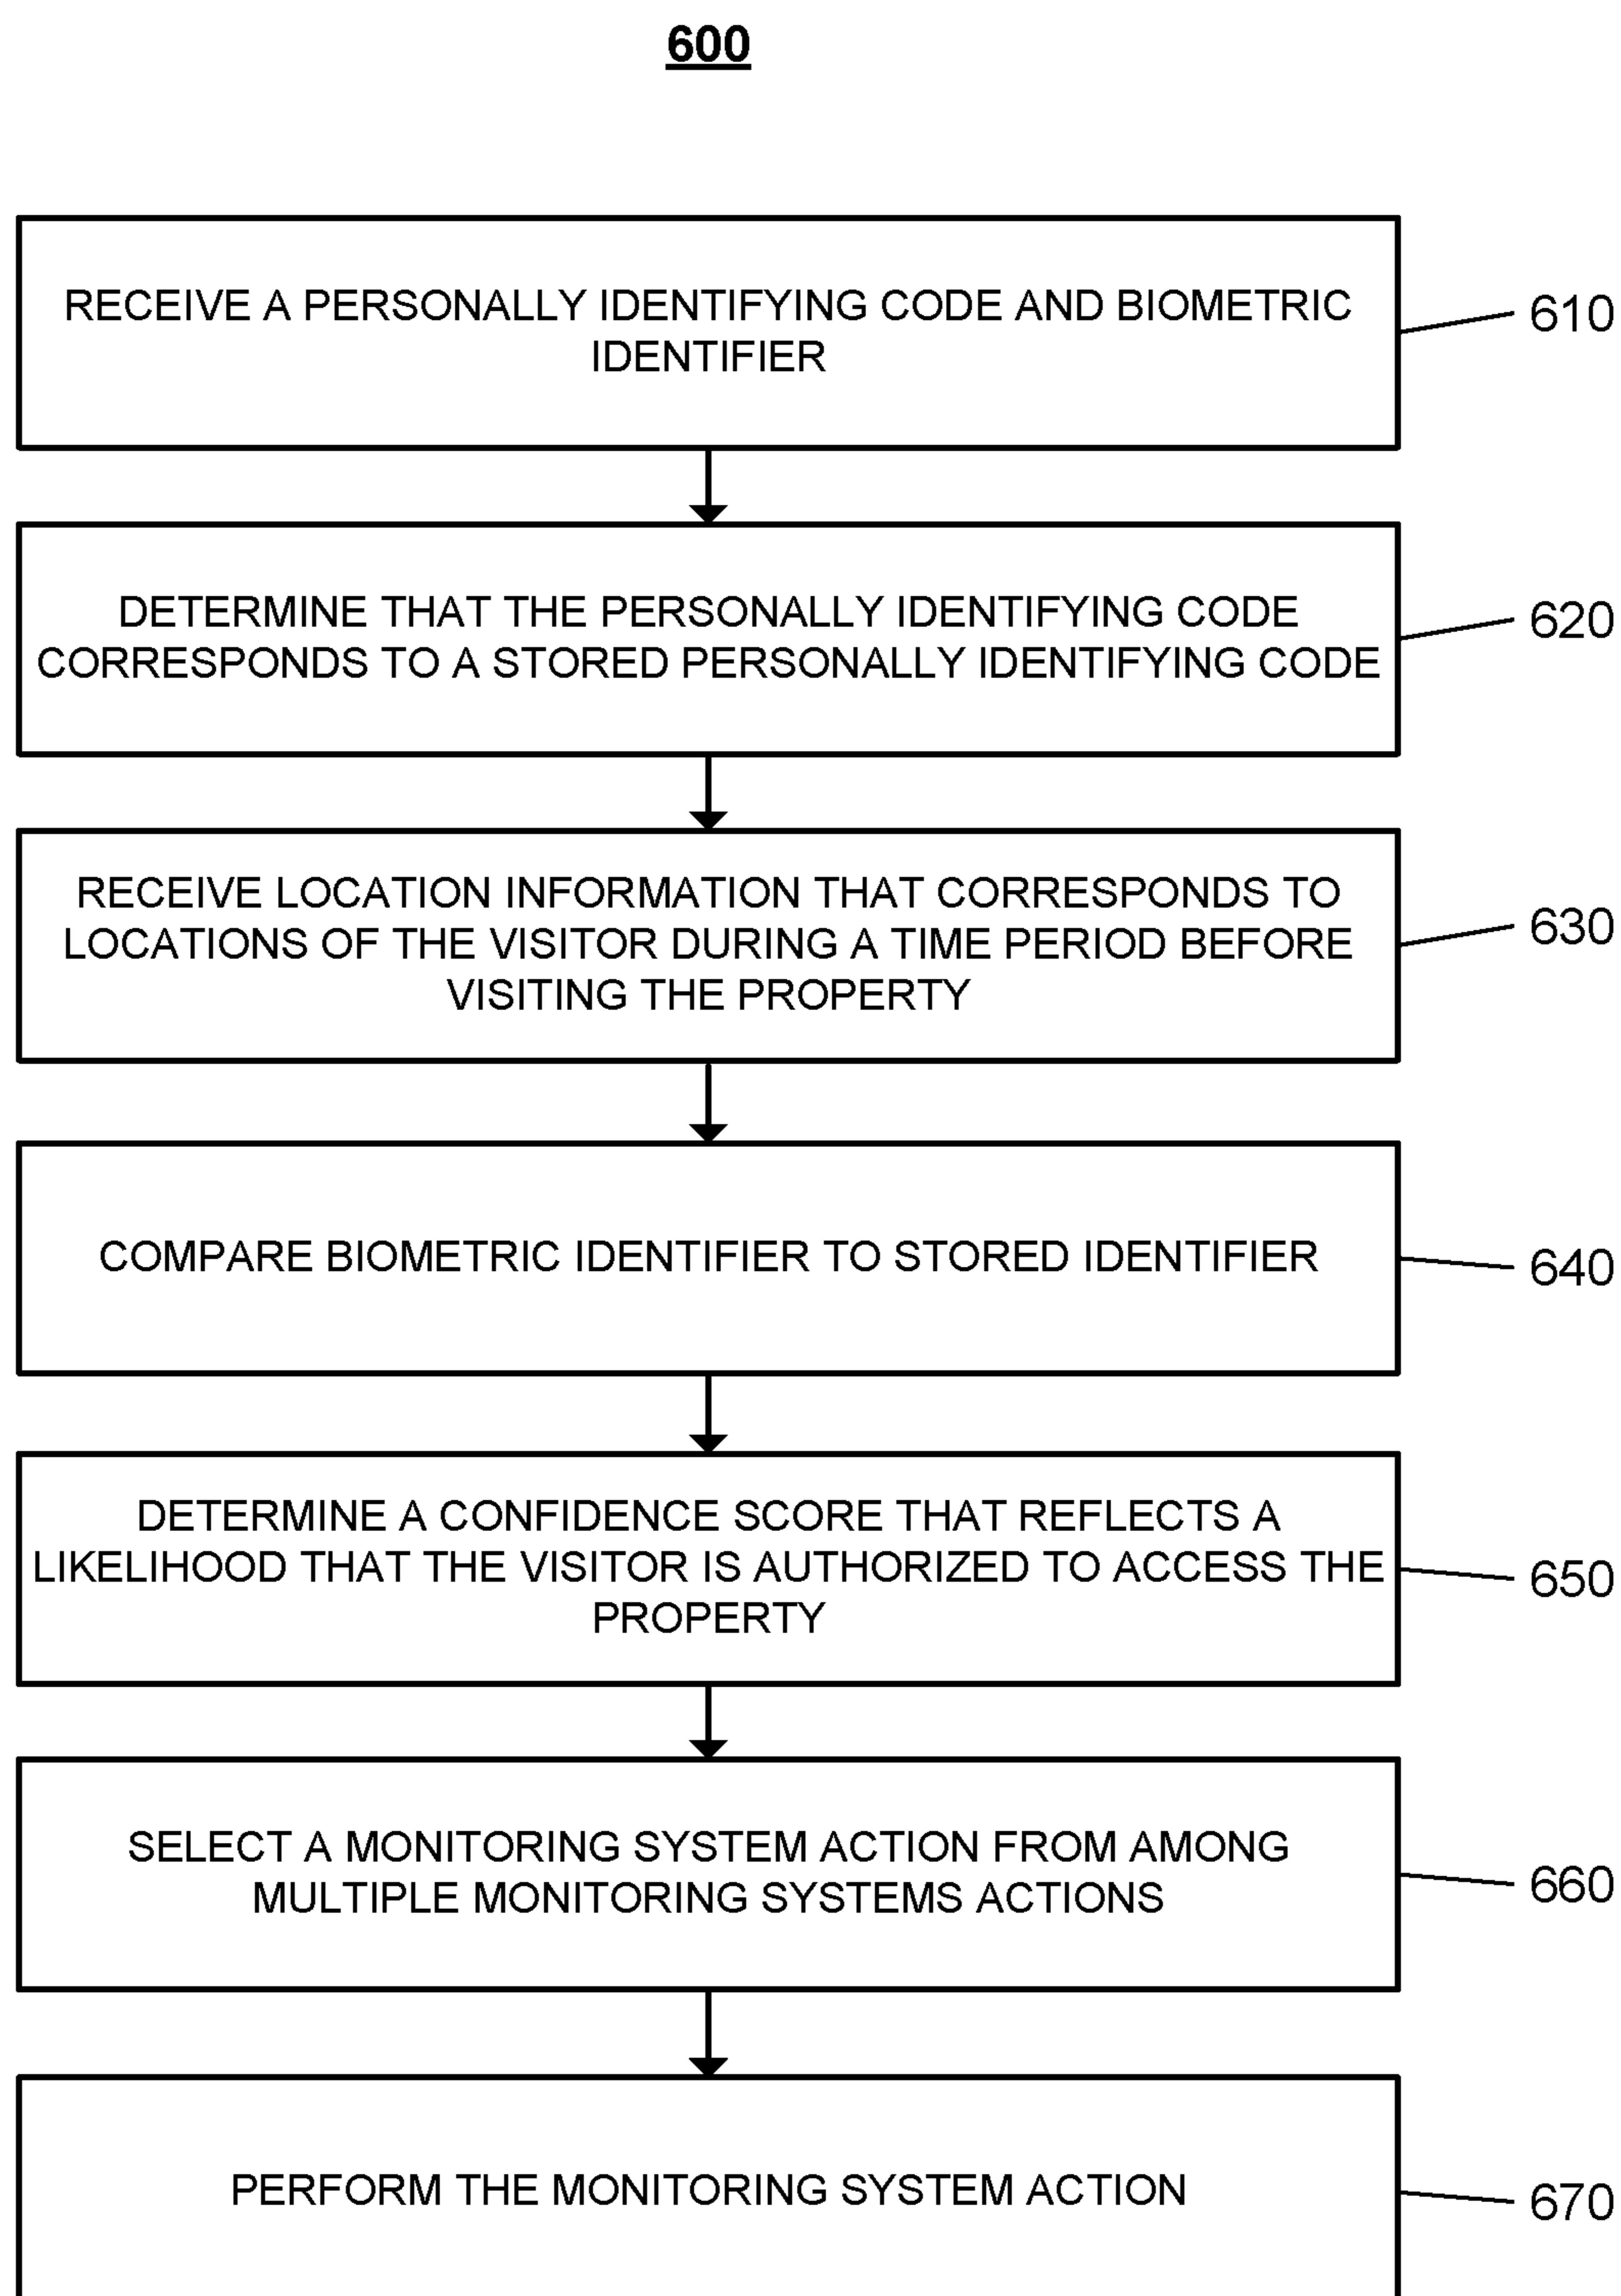 600
RECEIVE A PERSONALLY IDENTIFYING CODE AND BIOMETRIC
IDENTIFIER
610
DETERMINE THAT THE PERSONALLY IDENTIFYING CODE
CORRESPONDS TO A STORED PERSONALLY IDENTIFYING CODE
620
RECEIVE LOCATION INFORMATION THAT CORRESPONDS TO
LOCATIONS OF THE VISITOR DURING A TIME PERIOD BEFORE
VISITING THE PROPERTY
630
COMPARE BIOMETRIC IDENTIFIER TO STORED IDENTIFIER
640
DETERMINE A CONFIDENCE SCORE THAT REFLECTS A
LIKELIHOOD THAT THE VISITOR IS AUTHORIZED TO ACCESS THE
PROPERTY
650
SELECT A MONITORING SYSTEM ACTION FROM AMONG
MULTIPLE MONITORING SYSTEMS ACTIONS
660
PERFORM THE MONITORING SYSTEM ACTION
670